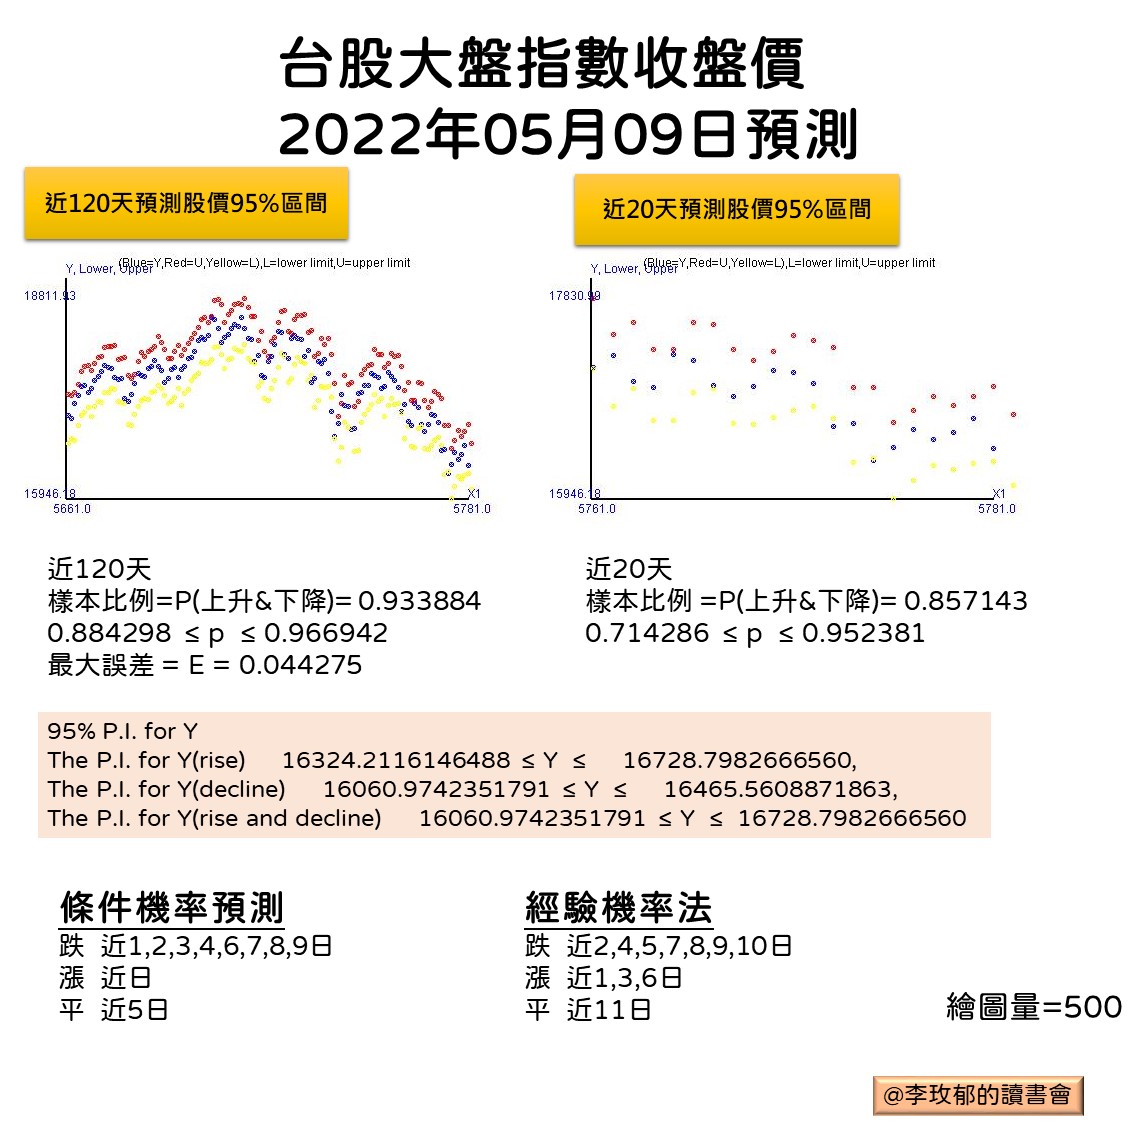 台股大盤指數收盤價
2022年05月09日預測
近120天預測股價95%區間
近20天預測股價95%區間
Y, Lower, Upper
(Blue=Y,Red=U,Yellow=L),L=lower limit,U=upper limit
18811.93
15946.18
X1
5661.0
5781.0
Y, Lower, Upper
(Blue=Y,Red=U,Yellow=L),L=lower limit,U=upper limit
17830.99
15946.18
X1
5761.0
5781.0
近120天
樣本比例=P(上升&下降)= 0.933884
0.884298 ≤ p ≤ 0.966942
最大誤差 = E = 0.044275
近20天
樣本比例 =P(上升&下降)= 0.857143
0.714286 ≤ p ≤ 0.952381
95% P.I. for Y
The P.I. for Y(rise) 16324.2116146488 ≤ Y ≤ 16728.7982666560,
The P.I. for Y(decline) 16060.9742351791 ≤ Y ≤ 16465.5608871863,
The P.I. for Y(rise and decline) 16060.9742351791 ≤ Y ≤ 16728.7982666560
條件機率預測
跌 近1,2,3,4,6,7,8,9日
漲 近日
平 近5日
經驗機率法
跌 近2,4,5,7,8,9,10日
漲 近1,3,6日
平 近11日
繪圖量=500
@李玫郁的讀書會